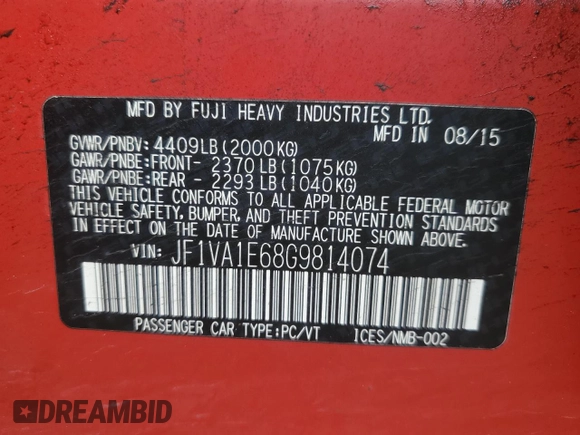 MFD BY FUJI HEAVY INDUSTRIES LTD.
MFD IN 08/15
GVWR/PNBV: 4409LB(2000KG)
GAWR/PNBE:FRONT- 2370LB(1075KG)
GAWR/PNBE:REAR - 2293LB(1040KG)
THIS VEHICLE CONFORMS TO ALL APPLICABLE FEDERAL MOTOR
VEHICLE SAFETY, BUMPER, AND THEFT PREVENTION STANDARDS
IN EFFECT ON THE DATE OF MANUFACTURE SHOWN ABOVE.
VIN: JF1VA1E68G9814074
PASSENGER CAR TYPE:PC/VT ICES/NMB-002
DREAMBID